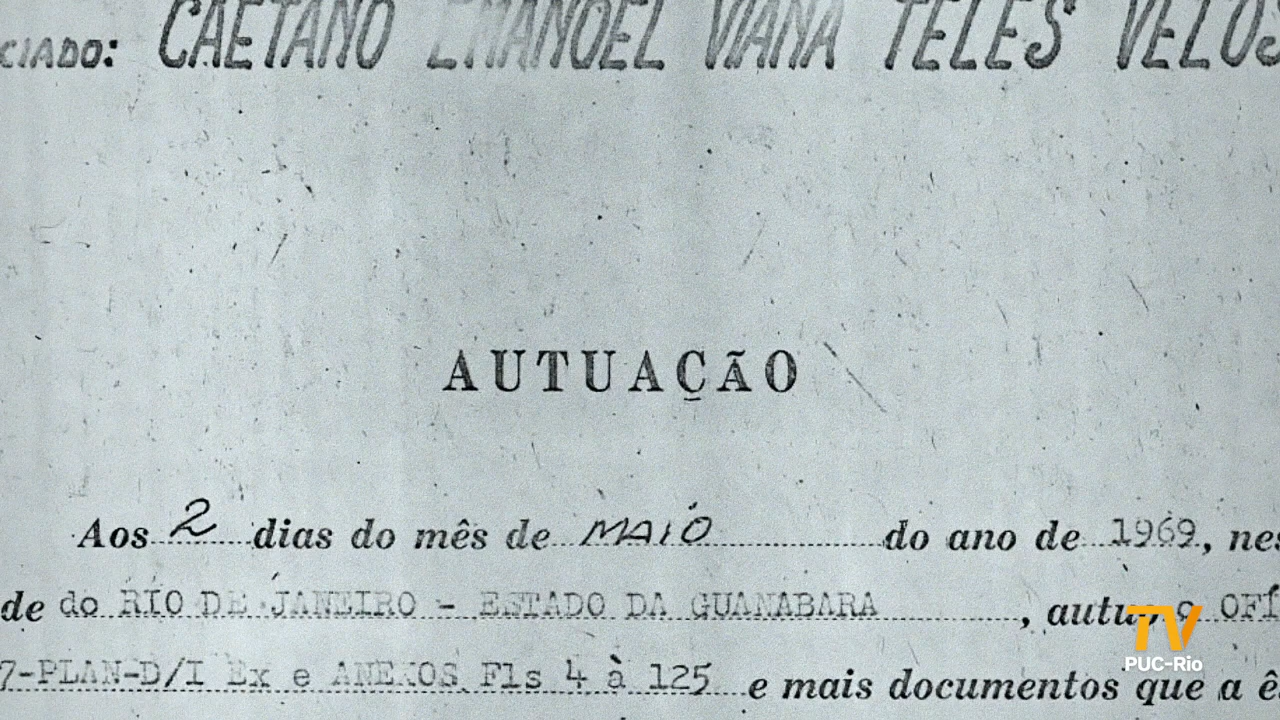 CIADO: CAETANO EMANOEL VIANA TELES VELOS
AUTUAÇÃO
Aos 2 dias do mês de MAIO do ano de 1969, nes
de do RIO DE JANEIRO - ESTADO DA GUANABARA, autuo o OFÍ
7-PLAN-D/I Ex e ANEXOS Fls 4 à 125 e mais documentos que a ê
TV
PUC-Rio